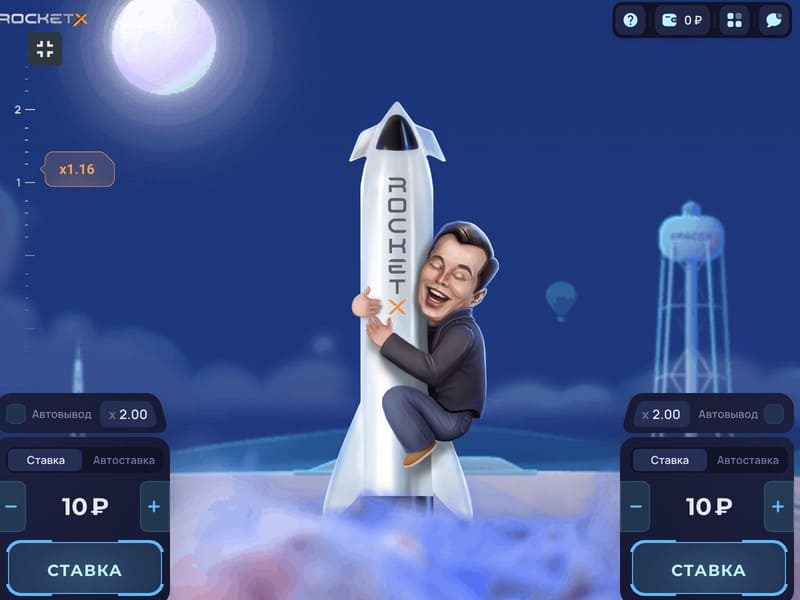 ROCKETX
0 ₽
2
x1.16
1
ROCKETX
Автовывод x 2.00
x 2.00 Автовывод
Ставка Автоставка
Ставка Автоставка
− 10 ₽ +
− 10 ₽ +
СТАВКА
СТАВКА